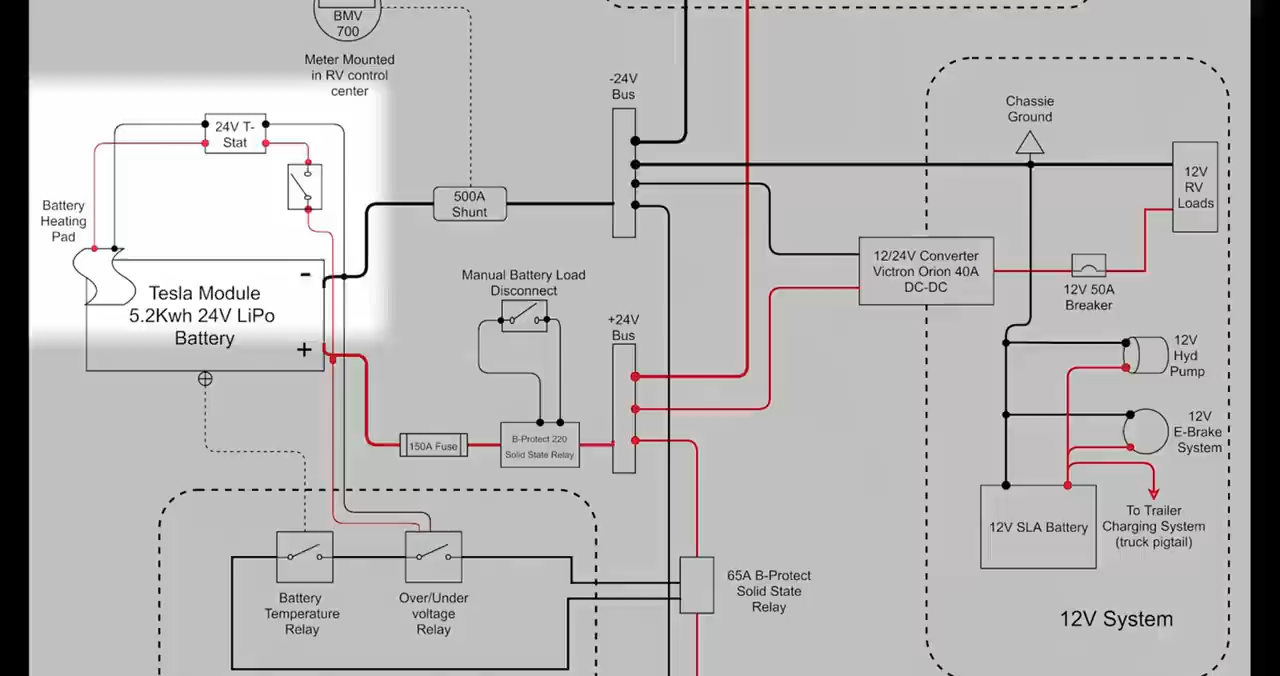 BMV
700
Meter Mounted
in RV control
center
-24V
Bus
Chassie
Ground
24V T-
Stat
12V
RV
Loads
500A
Shunt
Battery
Heating
Pad
-
Tesla Module
5.2Kwh 24V LiPo
Battery
+
Manual Battery Load
Disconnect
12/24V Converter
Victron Orion 40A
DC-DC
12V 50A
Breaker
+24V
Bus
12V
Hyd
Pump
150A Fuse
B-Protect 220
Solid State Relay
12V
E-Brake
System
12V SLA Battery
To Trailer
Charging System
(truck pigtail)
Battery
Temperature
Relay
Over/Under
voltage
Relay
65A B-Protect
Solid State
Relay
12V System